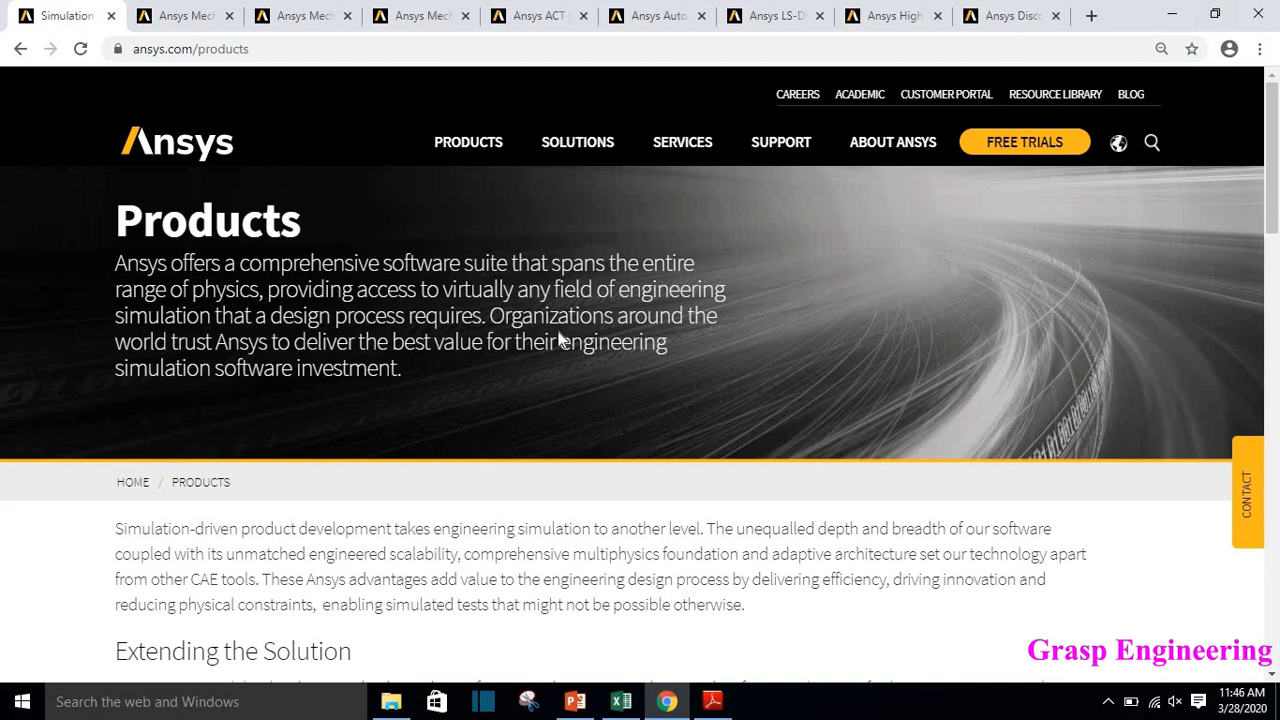 Simulation
Ansys Mech
Ansys Mech
Ansys Mech
Ansys ACT
Ansys Auto
Ansys LS-D
Ansys High
Ansys Disco
ansys.com/products
CAREERS ACADEMIC CUSTOMER PORTAL RESOURCE LIBRARY BLOG
Ansys
PRODUCTS SOLUTIONS SERVICES SUPPORT ABOUT ANSYS FREE TRIALS
Products
Ansys offers a comprehensive software suite that spans the entire
range of physics, providing access to virtually any field of engineering
simulation that a design process requires. Organizations around the
world trust Ansys to deliver the best value for their engineering
simulation software investment.
CONTACT
HOME / PRODUCTS
Simulation-driven product development takes engineering simulation to another level. The unequalled depth and breadth of our software
coupled with its unmatched engineered scalability, comprehensive multiphysics foundation and adaptive architecture set our technology apart
from other CAE tools. These Ansys advantages add value to the engineering design process by delivering efficiency, driving innovation and
reducing physical constraints, enabling simulated tests that might not be possible otherwise.
Extending the Solution
Grasp Engineering
Search the web and Windows
11:46 AM
3/28/2020